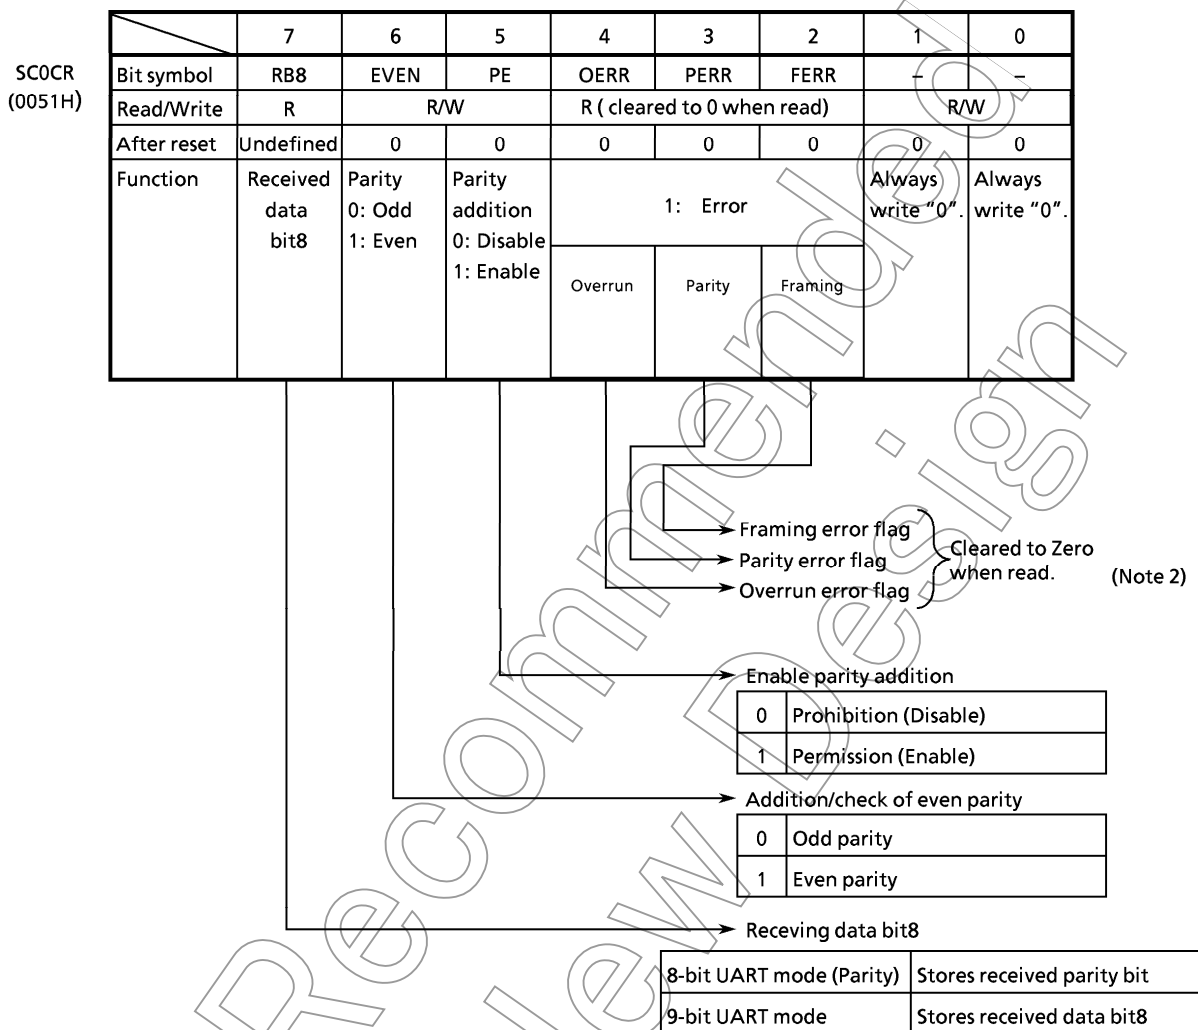 7 6 5 4 3 2 1 0
SC0CR
(0051H)
Bit symbol RB8 EVEN PE OERR PERR FERR – –
Read/Write R R/W R ( cleared to 0 when read) R/W
After reset Undefined 0 0 0 0 0 0 0
Function
Received
data
bit8
Parity
0: Odd
1: Even
Parity
addition
0: Disable
1: Enable
1: Error
Overrun Parity Framing
Always
write "0".
Always
write "0".
Framing error flag
Parity error flag
Overrun error flag
Cleared to Zero
when read.
(Note 2)
Enable parity addition
0 Prohibition (Disable)
1 Permission (Enable)
Addition/check of even parity
0 Odd parity
1 Even parity
Receving data bit8
8-bit UART mode (Parity) Stores received parity bit
9-bit UART mode Stores received data bit8
Recommended
Design